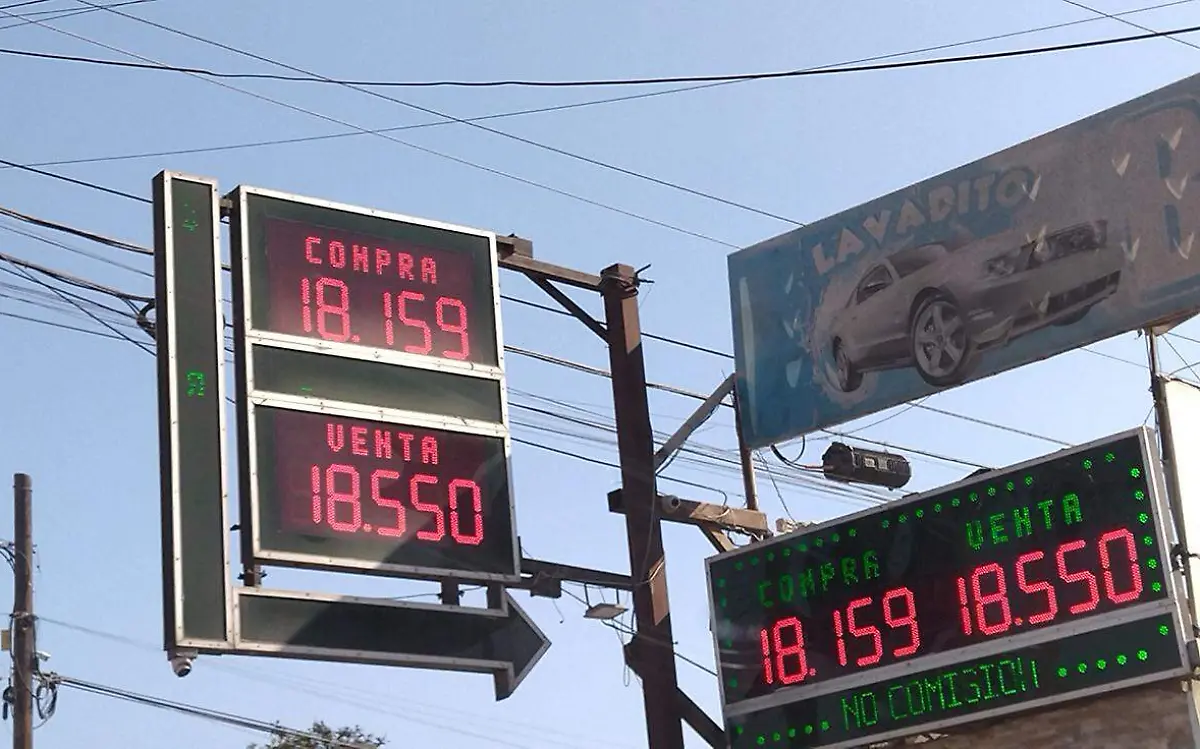 COMPRA
18.159
VENTA
18.550
LAVADITO
COMPRA VENTA
18.159 18.550
NO COMISION